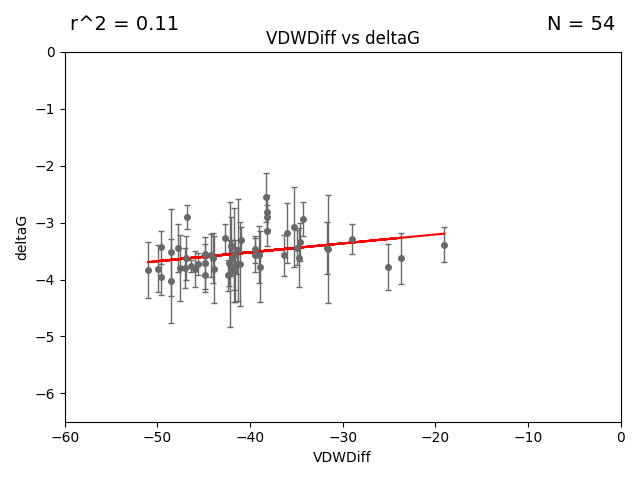 r^2 = 0.11
N = 54
VDWDiff vs deltaG
0
−1
−2
−3
−4
−5
−6
deltaG
−60 −50 −40 −30 −20 −10 0
VDWDiff